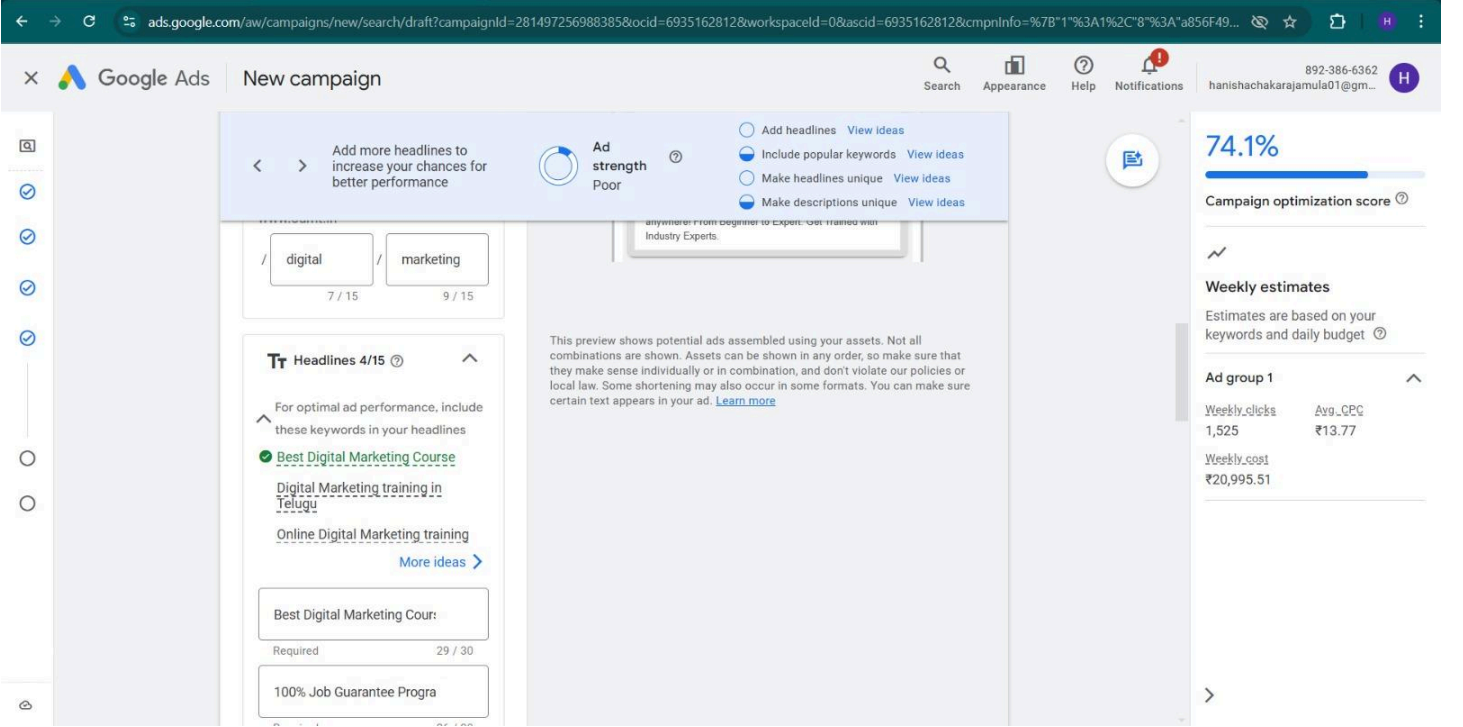 ads.google.com/aw/campaigns/new/search/draft?campaignId=281497256988385&ocid=6935162812&workspaceId=0&ascid=6935162812&cmpnInfo=%7B"1"%3A1%2C"8"%3A"a856F49...
H
Google Ads
New campaign
Search
Appearance
Help
Notifications
892-386-6362
hanishachakarajamula01@gm...
H
Add more headlines to
increase your chances for
better performance
Ad
strength
Poor
Add headlines View ideas
Include popular keywords View ideas
Make headlines unique View ideas
Make descriptions unique View ideas
/ digital / marketing
7 / 15 9 / 15
anywhere! From Beginner to Expert. Get Trained with
Industry Experts.
This preview shows potential ads assembled using your assets. Not all
combinations are shown. Assets can be shown in any order, so make sure that
they make sense individually or in combination, and don't violate our policies or
local law. Some shortening may also occur in some formats. You can make sure
certain text appears in your ad. Learn more
Tт Headlines 4/15
For optimal ad performance, include
these keywords in your headlines
Best Digital Marketing Course
Digital Marketing training in
Telugu
Online Digital Marketing training
More ideas
Best Digital Marketing Cour
Required 29 / 30
100% Job Guarantee Progra
74.1%
Campaign optimization score
Weekly estimates
Estimates are based on your
keywords and daily budget
Ad group 1
Weekly clicks Avg. CPC
1,525 ₹13.77
Weekly cost
₹20,995.51